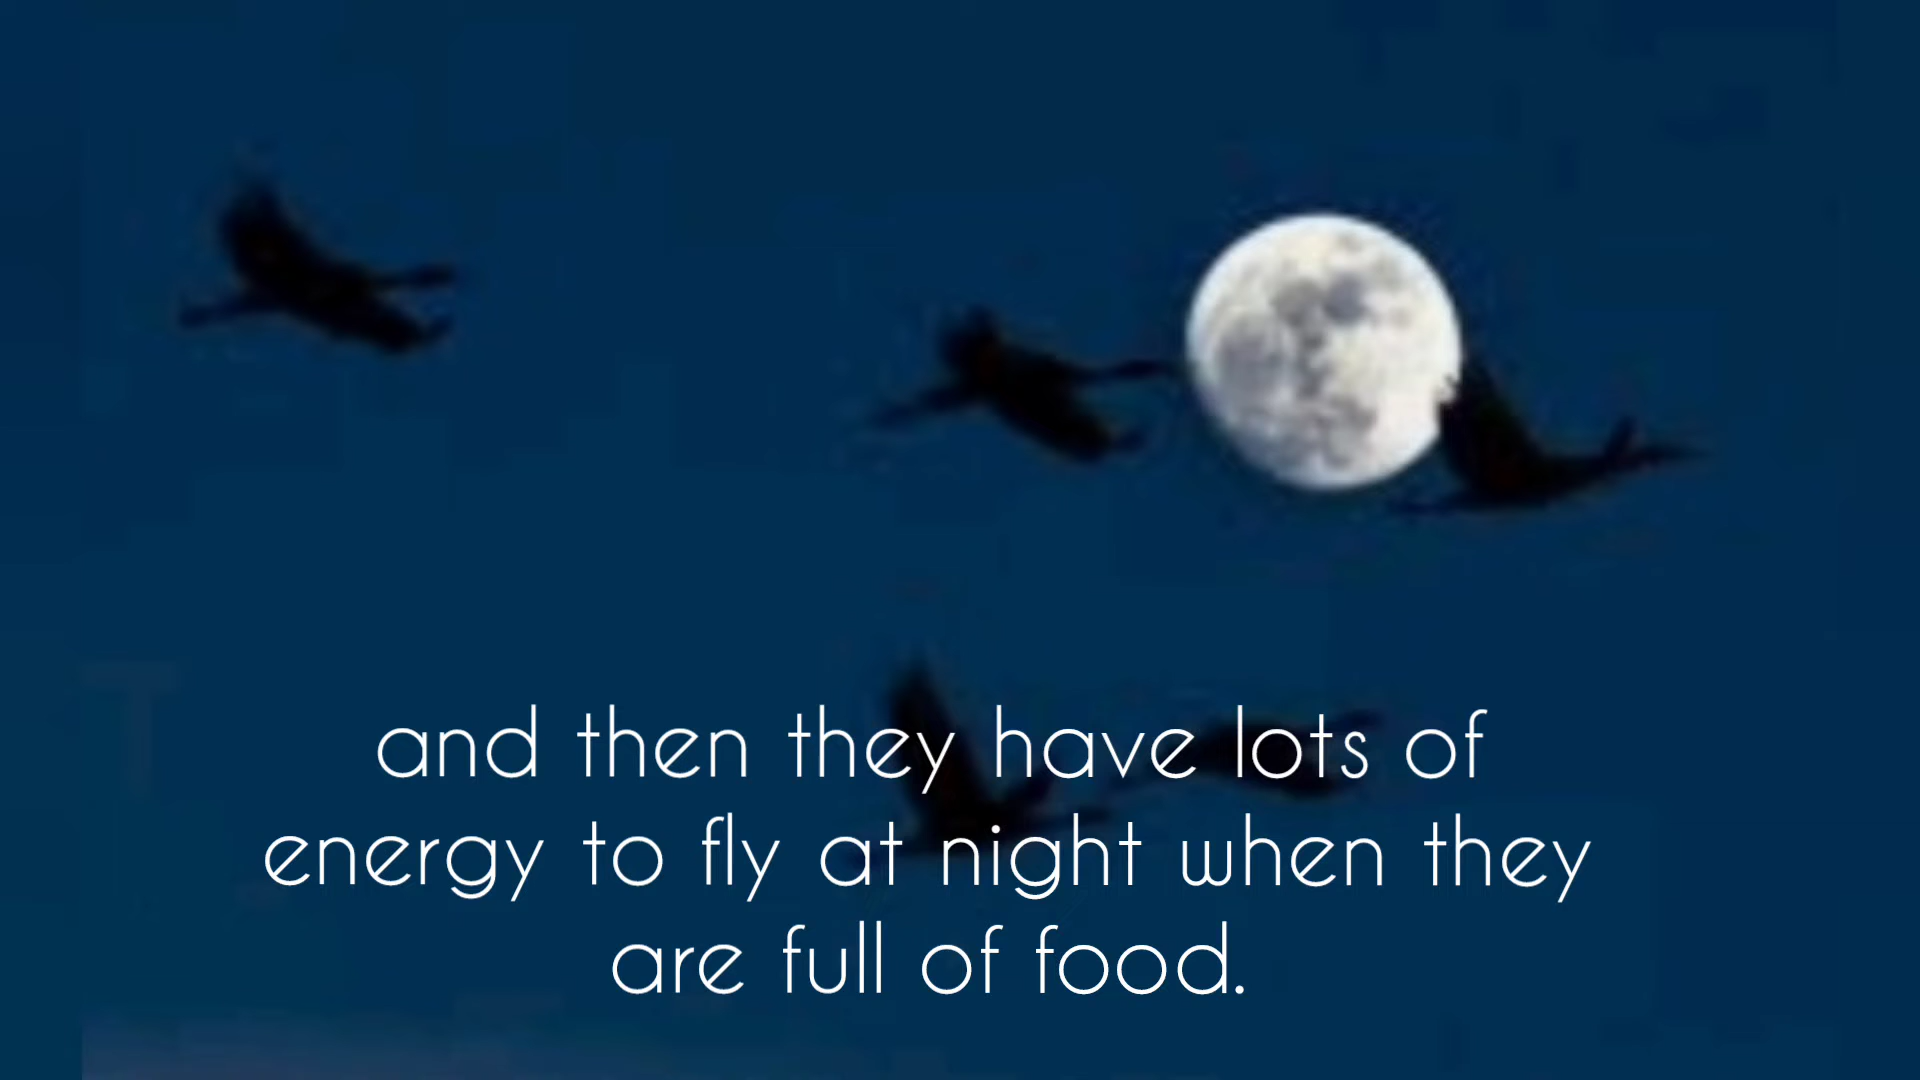 and then they have lots of
energy to fly at night when they
are full of food.